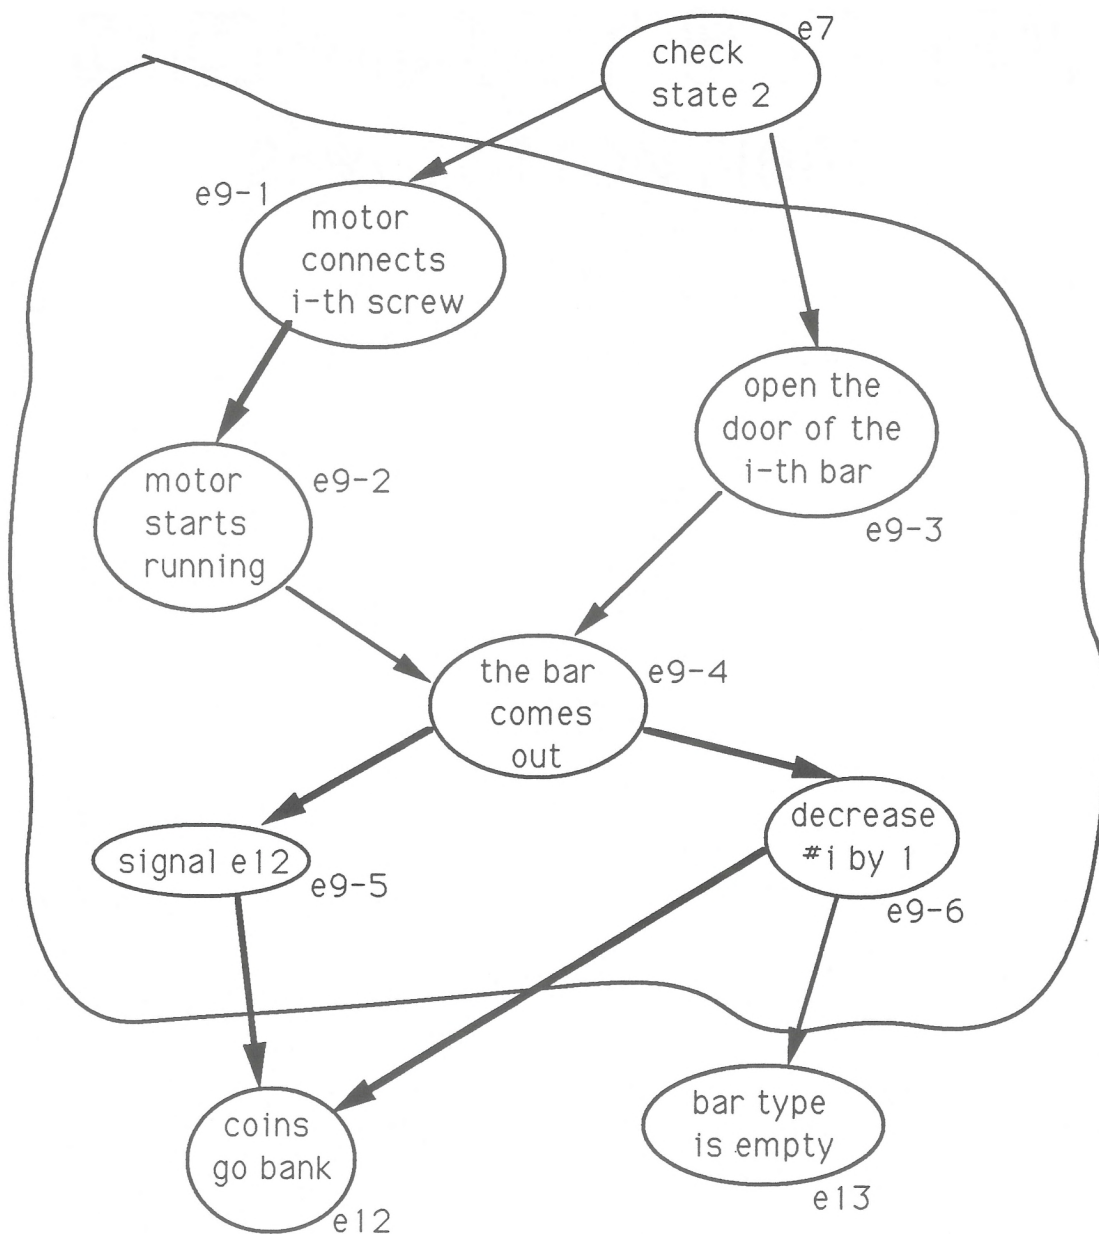 e7
check
state 2
e9-1
motor
connects
i-th screw
open the
door of the
i-th bar
e9-3
motor
starts
running
e9-2
the bar
comes
out
e9-4
signal e12
e9-5
decrease
#i by 1
e9-6
coins
go bank
e12
bar type
is empty
e13